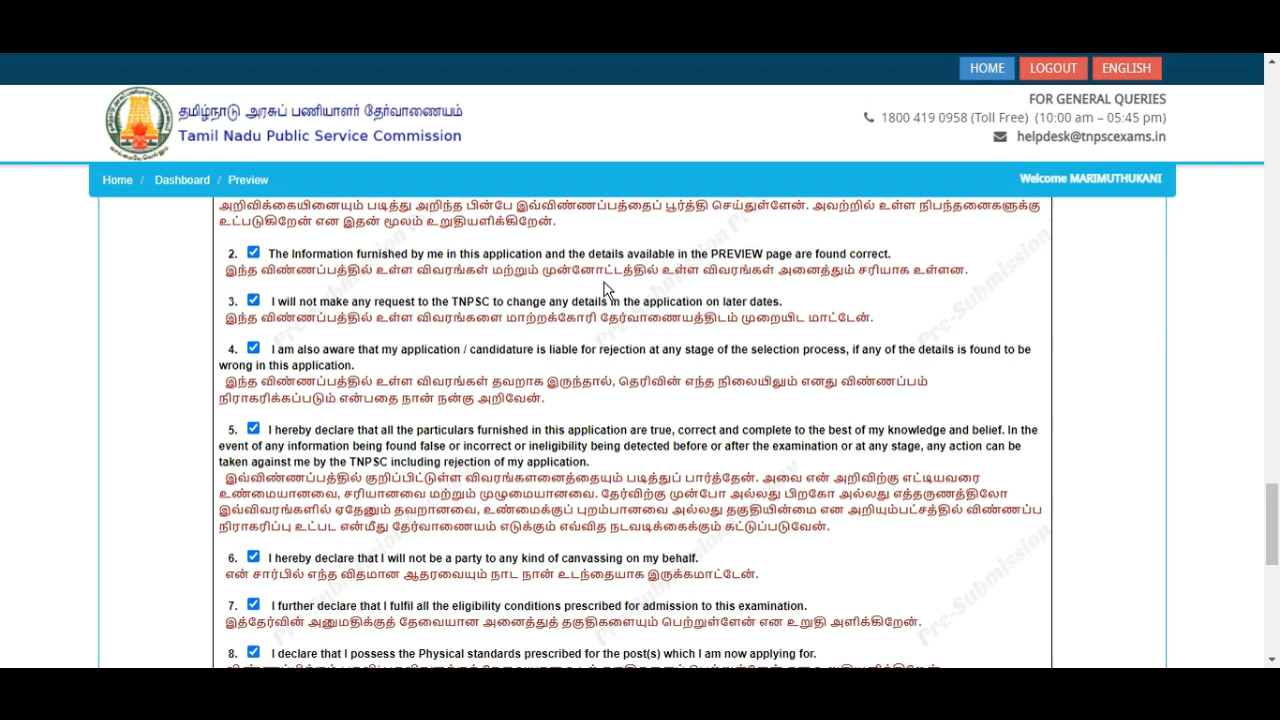 HOME LOGOUT ENGLISH
தமிழ்நாடு அரசுப் பணியாளர் தேர்வாணையம்
Tamil Nadu Public Service Commission
FOR GENERAL QUERIES
1800 419 0958 (Toll Free) (10:00 am – 05:45 pm)
helpdesk@tnpscexams.in
Home / Dashboard / Preview
Welcome MARIMUTHUKANI
அறிவிக்கையினையும் படித்து அறிந்த பின்பே இவ்விண்ணப்பத்தைப் பூர்த்தி செய்துள்ளேன். அவற்றில் உள்ள நிபந்தனைகளுக்கு
உட்படுகிறேன் என இதன் மூலம் உறுதியளிக்கிறேன்.
2. The Information furnished by me in this application and the details available in the PREVIEW page are found correct.
இந்த விண்ணப்பத்தில் உள்ள விவரங்கள் மற்றும் முன்னோட்டத்தில் உள்ள விவரங்கள் அனைத்தும் சரியாக உள்ளன.
3. I will not make any request to the TNPSC to change any details in the application on later dates.
இந்த விண்ணப்பத்தில் உள்ள விவரங்களை மாற்றக்கோரி தேர்வாணையத்திடம் முறையிட மாட்டேன்.
4. I am also aware that my application / candidature is liable for rejection at any stage of the selection process, if any of the details is found to be
wrong in this application.
இந்த விண்ணப்பத்தில் உள்ள விவரங்கள் தவறாக இருந்தால், தெரிவின் எந்த நிலையிலும் எனது விண்ணப்பம்
நிராகரிக்கப்படும் என்பதை நான் நன்கு அறிவேன்.
5. I hereby declare that all the particulars furnished in this application are true, correct and complete to the best of my knowledge and belief. In the
event of any information being found false or incorrect or ineligibility being detected before or after the examination or at any stage, any action can be
taken against me by the TNPSC including rejection of my application.
இவ்விண்ணப்பத்தில் குறிப்பிட்டுள்ள விவரங்களனைத்தையும் படித்துப் பார்த்தேன். அவை என் அறிவிற்கு எட்டியவரை
உண்மையானவை, சரியானவை மற்றும் முழுமையானவை. தேர்விற்கு முன்போ அல்லது பிறகோ அல்லது எத்தருணத்திலோ
இவ்விவரங்களில் ஏதேனும் தவறானவை, உண்மைக்குப் புறம்பானவை அல்லது தகுதியின்மை என அறியும்பட்சத்தில் விண்ணப்ப
நிராகரிப்பு உட்பட என்மீது தேர்வாணையம் எடுக்கும் எவ்வித நடவடிக்கைக்கும் கட்டுப்படுவேன்.
6. I hereby declare that I will not be a party to any kind of canvassing on my behalf.
என் சார்பில் எந்த விதமான ஆதரவையும் நாட நான் உடந்தையாக இருக்கமாட்டேன்.
7. I further declare that I fulfil all the eligibility conditions prescribed for admission to this examination.
இத்தேர்வின் அனுமதிக்குத் தேவையான அனைத்துத் தகுதிகளையும் பெற்றுள்ளேன் என உறுதி அளிக்கிறேன்.
8. I declare that I possess the Physical standards prescribed for the post(s) which I am now applying for.
Pre-Submission